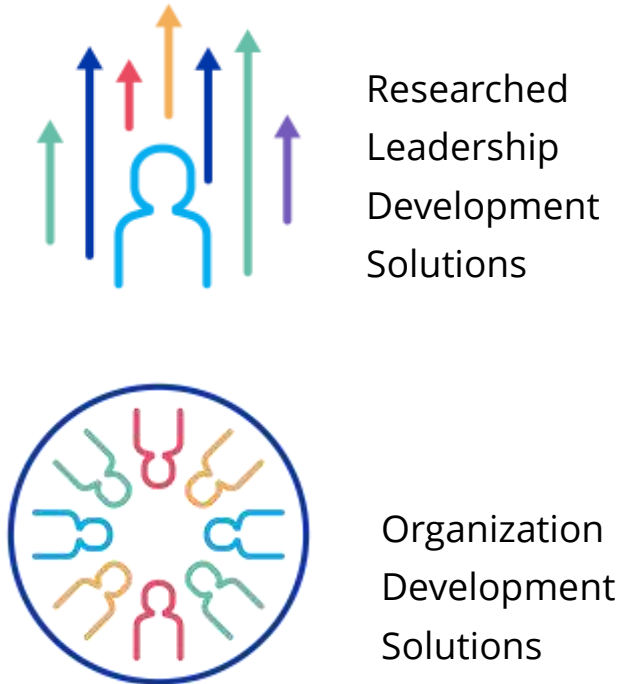 Researched
Leadership
Development
Solutions
Organization
Development
Solutions